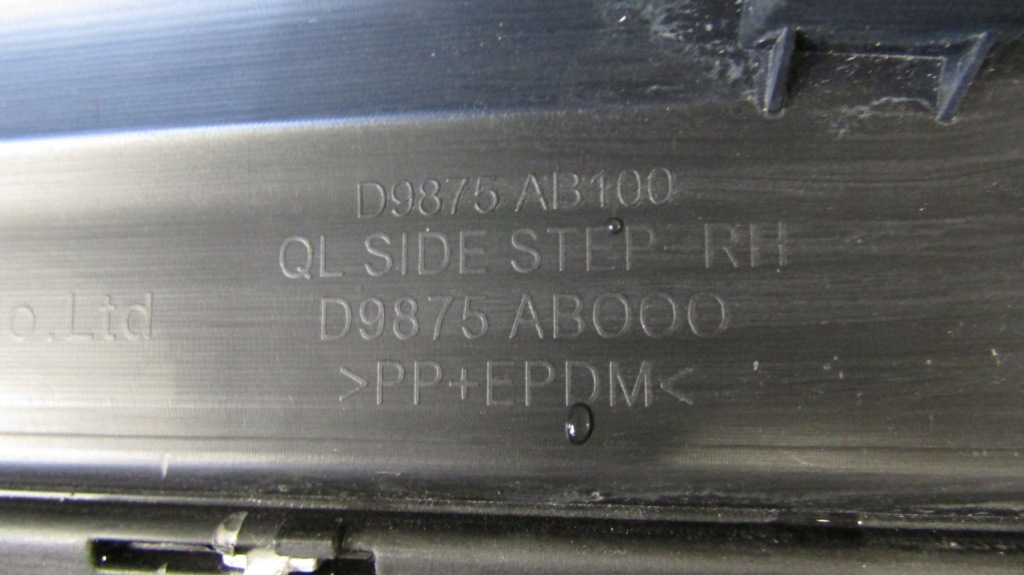 D9875 AB100
QL SIDE STEP-RH
o.Ltd
D9875 ABOOO
>PP+EPDM<